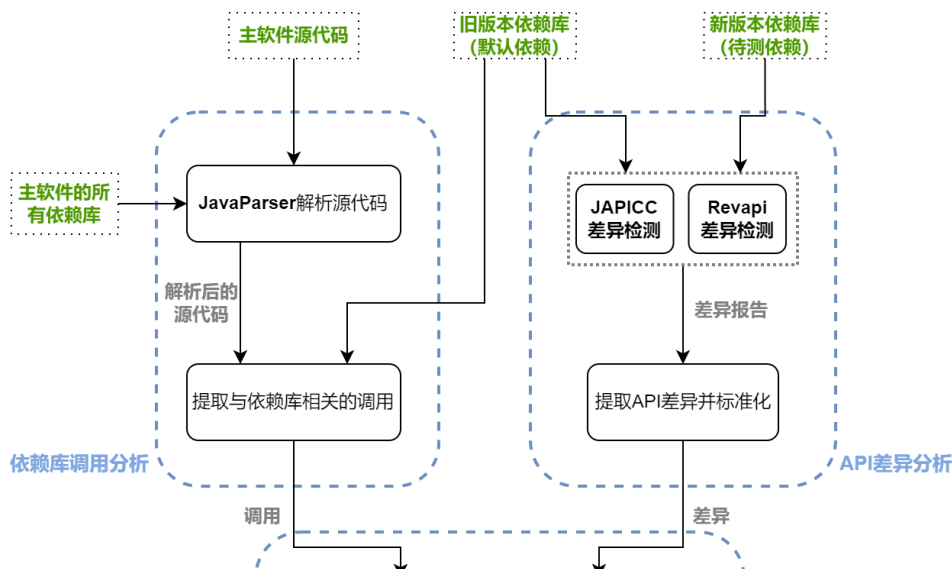 主软件源代码
旧版本依赖库
（默认依赖）
新版本依赖库
（待测依赖）
主软件的所
有依赖库
JavaParser解析源代码
JAPICC
差异检测
Revapi
差异检测
解析后的
源代码
差异报告
提取与依赖库相关的调用
提取API差异并标准化
依赖库调用分析
API差异分析
调用
差异